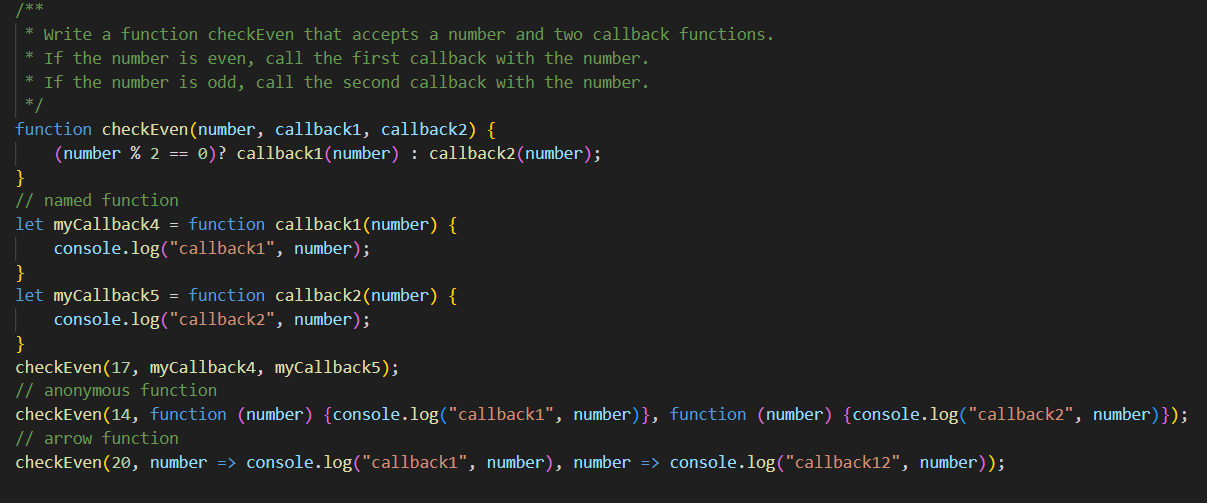 /**
 * Write a function checkEven that accepts a number and two callback functions.
 * If the number is even, call the first callback with the number.
 * If the number is odd, call the second callback with the number.
 */
function checkEven(number, callback1, callback2) {
    (number % 2 == 0)? callback1(number) : callback2(number);
}
// named function
let myCallback4 = function callback1(number) {
    console.log("callback1", number);
}
let myCallback5 = function callback2(number) {
    console.log("callback2", number);
}
checkEven(17, myCallback4, myCallback5);
// anonymous function
checkEven(14, function (number) {console.log("callback1", number)}, function (number) {console.log("callback2", number)});
// arrow function
checkEven(20, number => console.log("callback1", number), number => console.log("callback12", number));